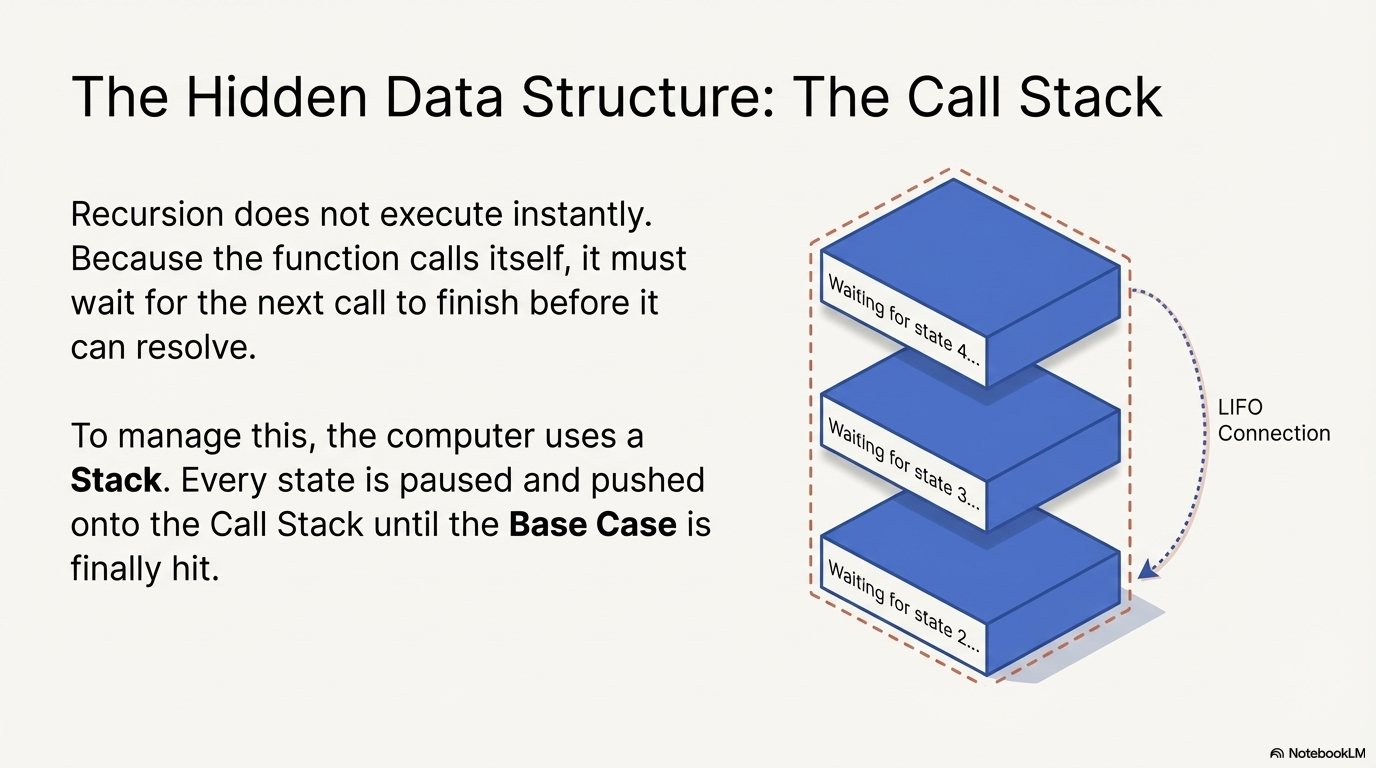 The Hidden Data Structure: The Call Stack
Recursion does not execute instantly.
Because the function calls itself, it must
wait for the next call to finish before it
can resolve.
To manage this, the computer uses a
Stack. Every state is paused and pushed
onto the Call Stack until the Base Case is
finally hit.
Waiting for state 4...
Waiting for state 3...
Waiting for state 2...
LIFO
Connection
NotebookLM